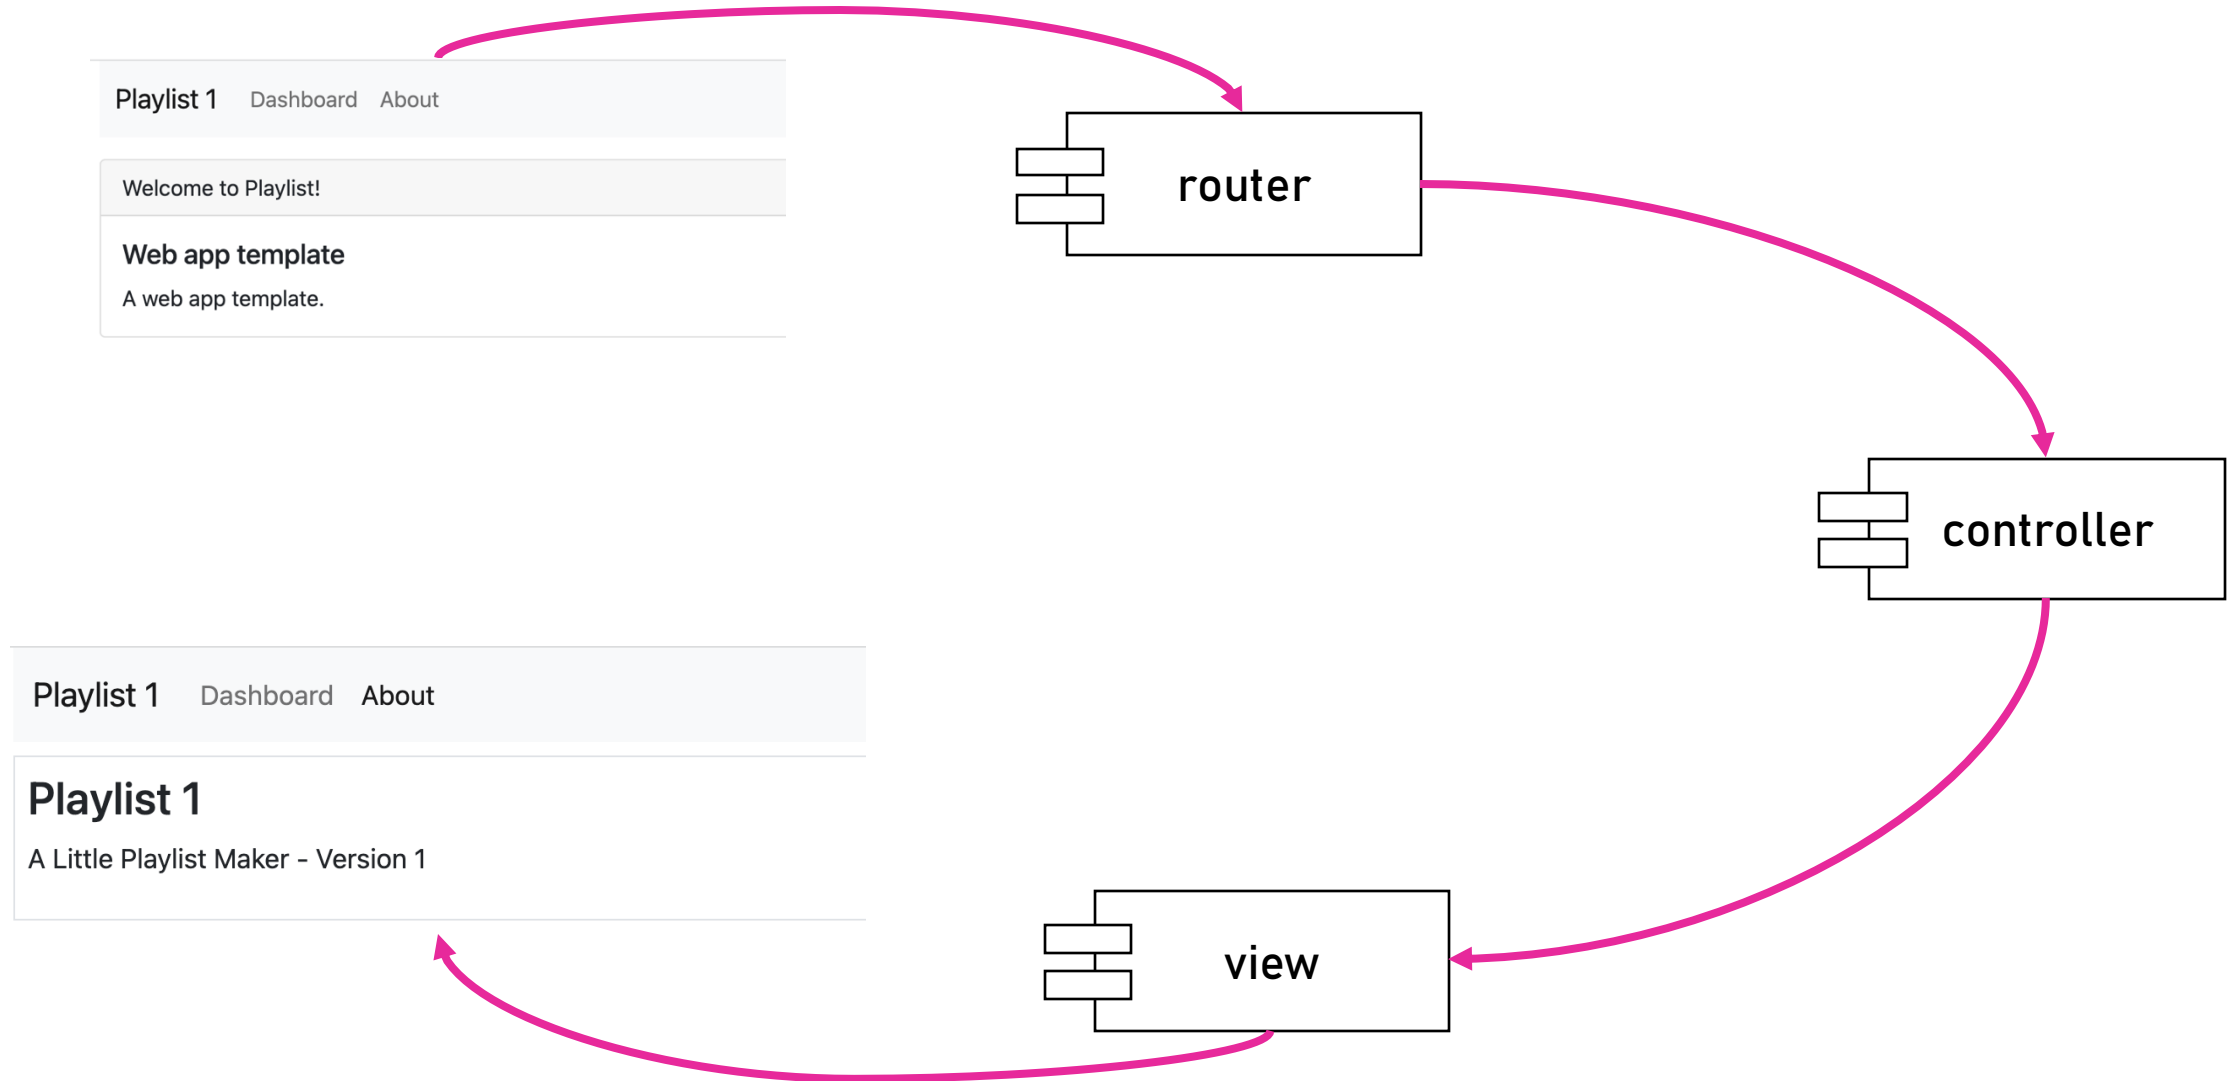 Playlist 1 Dashboard About
Welcome to Playlist!
Web app template
A web app template.
router
controller
view
Playlist 1 Dashboard About
Playlist 1
A Little Playlist Maker - Version 1